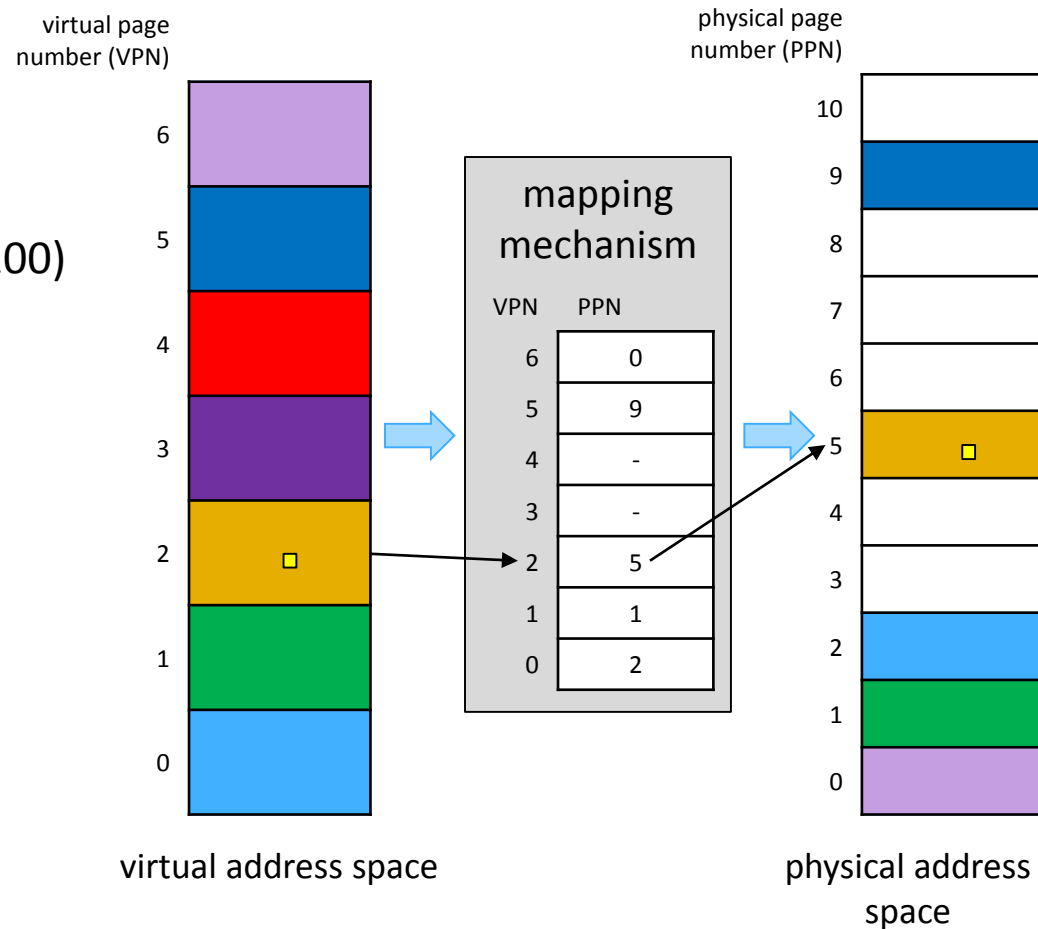 virtual page
number (VPN)
6
5
4
3
2
1
0
virtual address space
00)
mapping
mechanism
VPN PPN
6 0
5 9
4 -
3 -
2 5
1 1
0 2
physical page
number (PPN)
10
9
8
7
6
5
4
3
2
1
0
physical address
space